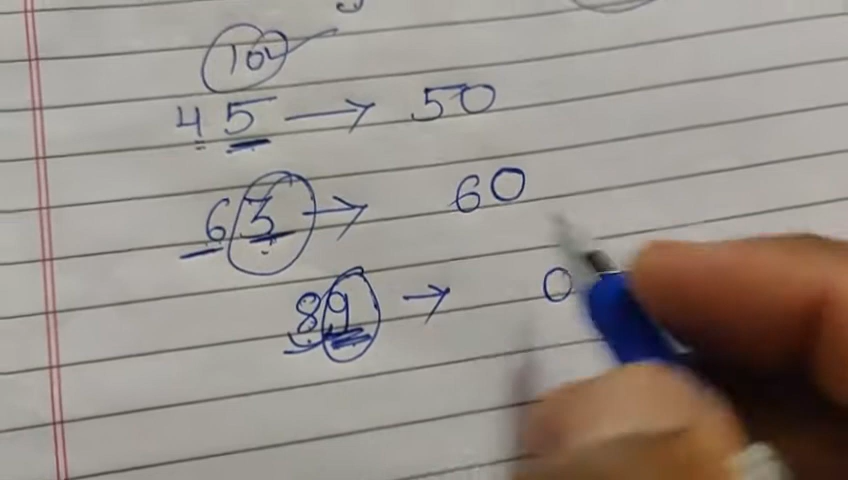 10
45 → 50
63 → 60
89 → 0